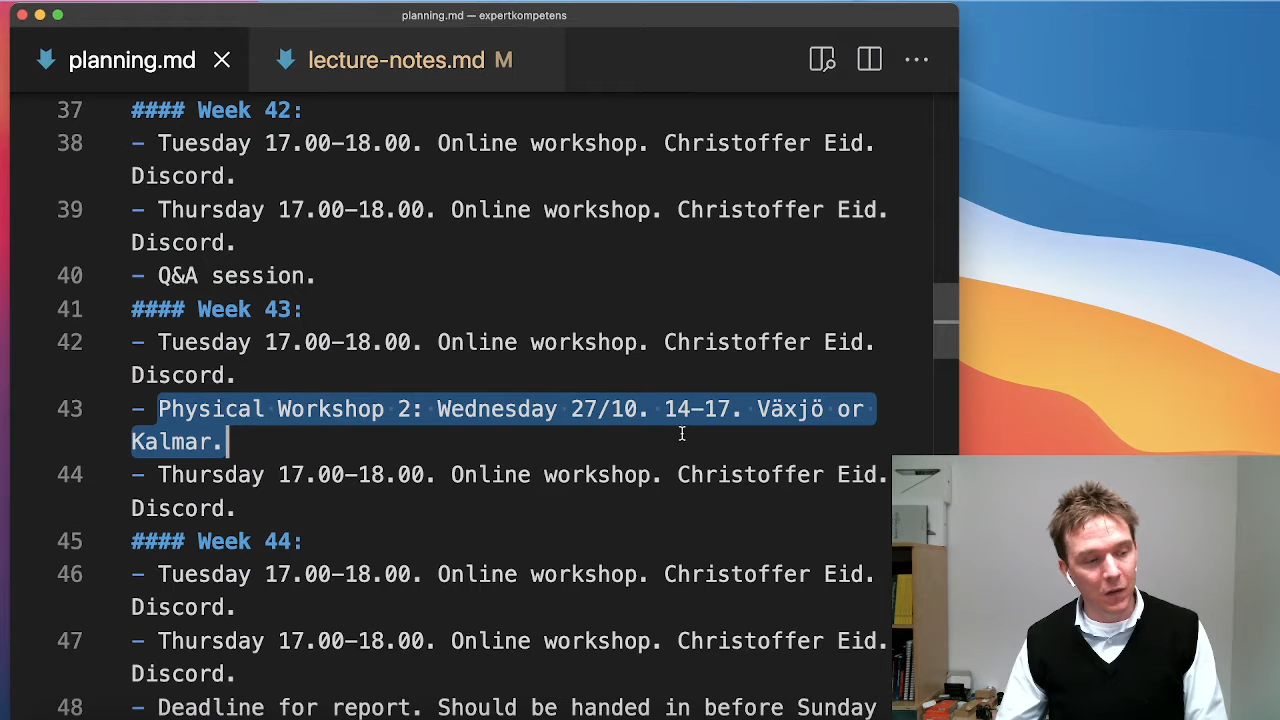 planning.md — expertkompetens
planning.md
lecture-notes.md M
37 #### Week 42:
38 - Tuesday 17.00-18.00. Online workshop. Christoffer Eid.
Discord.
39 - Thursday 17.00-18.00. Online workshop. Christoffer Eid.
Discord.
40 - Q&A session.
41 #### Week 43:
42 - Tuesday 17.00-18.00. Online workshop. Christoffer Eid.
Discord.
43 - Physical Workshop 2: Wednesday 27/10. 14-17. Växjö or
Kalmar.
44 - Thursday 17.00-18.00. Online workshop. Christoffer Eid.
Discord.
45 #### Week 44:
46 - Tuesday 17.00-18.00. Online workshop. Christoffer Eid.
Discord.
47 - Thursday 17.00-18.00. Online workshop. Christoffer Eid.
Discord.
48 - Deadline for report. Should be handed in before Sunday